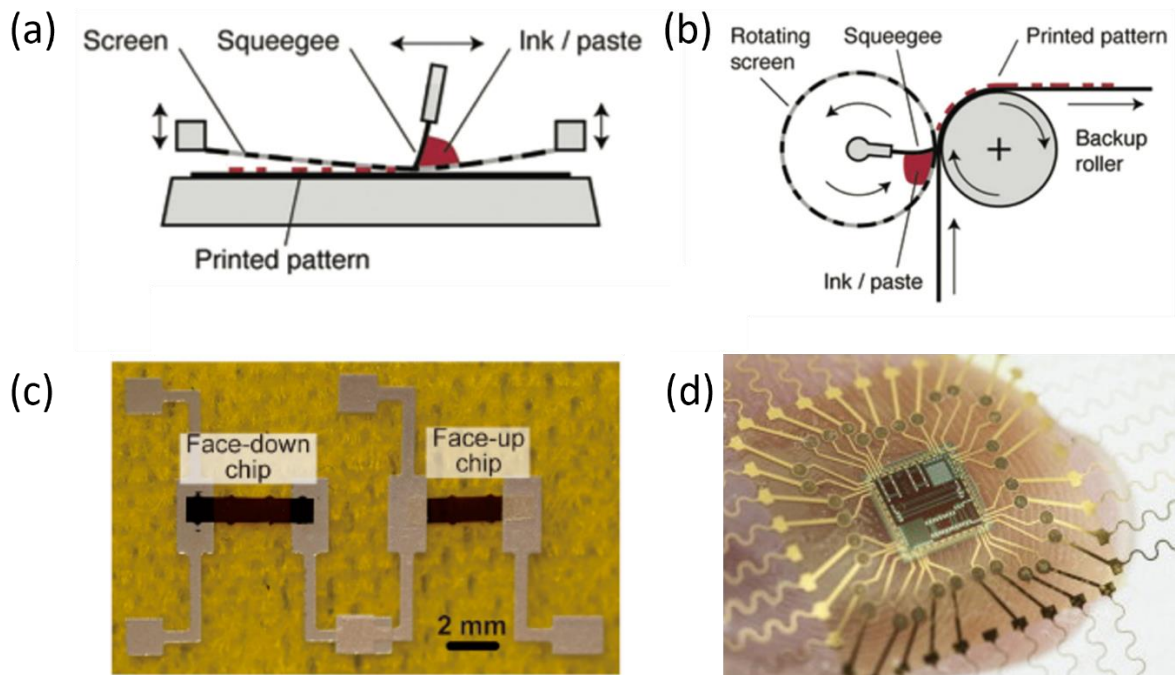 (a)
Screen
Squeegee
Ink / paste
Printed pattern
(b)
Rotating
screen
Squeegee
Printed pattern
Backup
roller
Ink / paste
(c)
Face-down
chip
Face-up
chip
2 mm
(d)